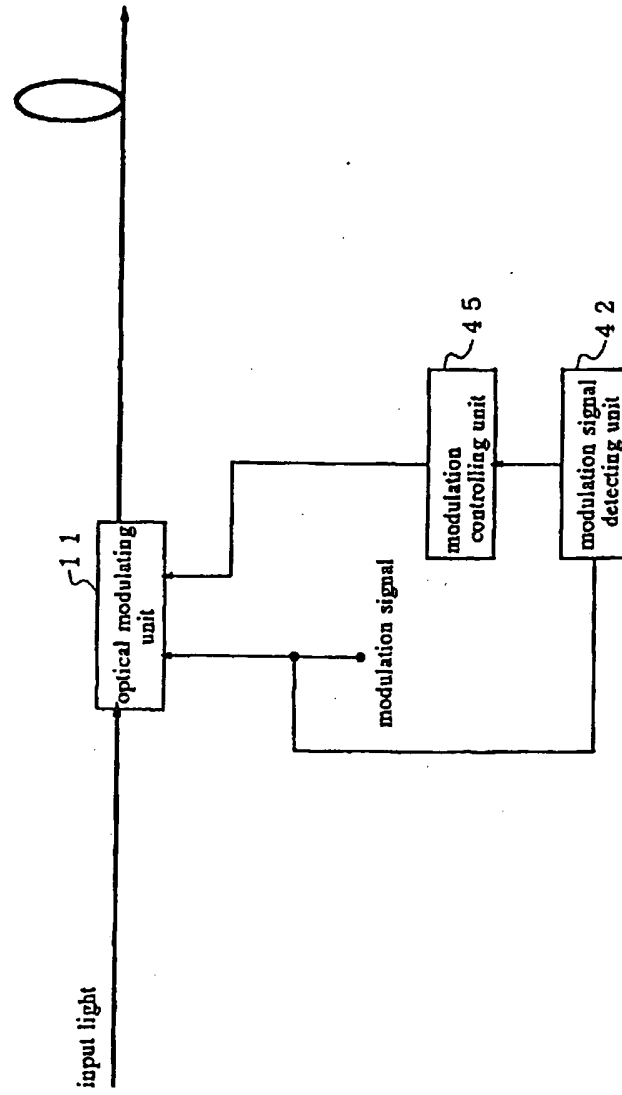 input light
11
optical modulating
unit
modulation signal
45
modulation
controlling unit
42
modulation signal
detecting unit